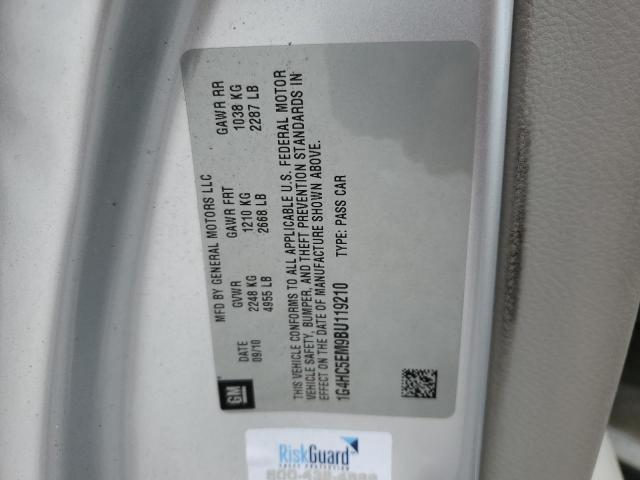 GM
MFD BY GENERAL MOTORS LLC
DATE GVWR GAWR FRT GAWR RR
09/10 2248 KG 1210 KG 1038 KG
4955 LB 2668 LB 2287 LB
THIS VEHICLE CONFORMS TO ALL APPLICABLE U.S. FEDERAL MOTOR
VEHICLE SAFETY, BUMPER, AND THEFT PREVENTION STANDARDS IN
EFFECT ON THE DATE OF MANUFACTURE SHOWN ABOVE.
1G4HC5EM9BU119210 TYPE: PASS CAR
RiskGuard